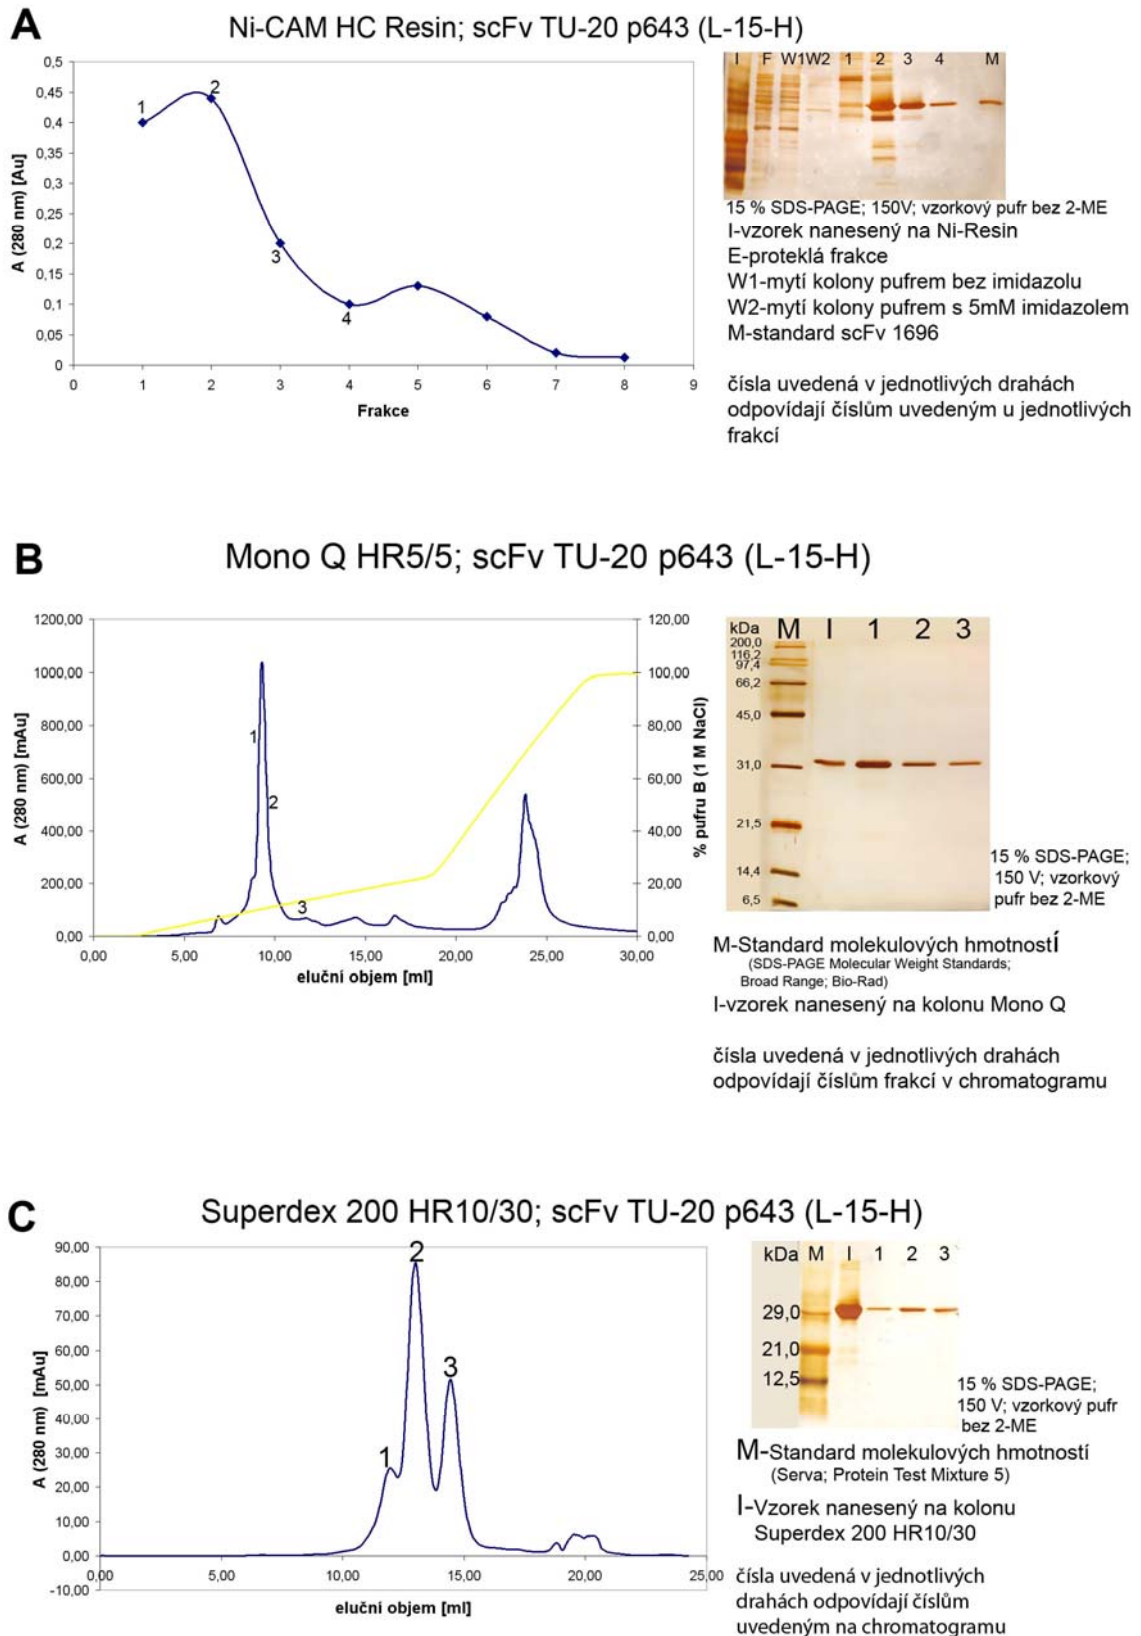 A
Ni-CAM HC Resin; scFv TU-20 p643 (L-15-H)
0,5
0,45
0,4
0,35
0,3
0,25
0,2
0,15
0,1
0,05
0
A (280 nm) [Au]
1
2
3
4
0 1 2 3 4 5 6 7 8 9
Frakce
I F W1W2 1 2 3 4 M
15 % SDS-PAGE; 150V; vzorkový pufr bez 2-ME
I-vzorek nanesený na Ni-Resin
E-proteklá frakce
W1-mytí kolony pufrem bez imidazolu
W2-mytí kolony pufrem s 5mM imidazolem
M-standard scFv 1696
čísla uvedená v jednotlivých drahách
odpovídají číslům uvedeným u jednotlivých
frakcí
B
Mono Q HR5/5; scFv TU-20 p643 (L-15-H)
1200,00
1000,00
800,00
600,00
400,00
200,00
0,00
A (280 nm) [mAu]
1
2
3
120,00
100,00
80,00
60,00
40,00
20,00
0,00
% pufru B (1 M NaCl)
0,00 5,00 10,00 15,00 20,00 25,00 30,00
eluční objem [ml]
kDa M I 1 2 3
200,0
116,2
97,4
66,2
45,0
31,0
21,5
14,4
6,5
15 % SDS-PAGE;
150 V; vzorkový
pufr bez 2-ME
M-Standard molekulových hmotností
(SDS-PAGE Molecular Weight Standards;
Broad Range; Bio-Rad)
I-vzorek nanesený na kolonu Mono Q
čísla uvedená v jednotlivých drahách
odpovídají číslům frakcí v chromatogramu
C
Superdex 200 HR10/30; scFv TU-20 p643 (L-15-H)
90,00
80,00
70,00
60,00
50,00
40,00
30,00
20,00
10,00
0,00
-10,00
A (280 nm) [mAu]
1
2
3
0,00 5,00 10,00 15,00 20,00 25,00
eluční objem [ml]
kDa M I 1 2 3
29,0
21,0
12,5
15 % SDS-PAGE;
150 V; vzorkový pufr
bez 2-ME
M-Standard molekulových hmotností
(Serva; Protein Test Mixture 5)
I-Vzorek nanesený na kolonu
Superdex 200 HR10/30
čísla uvedená v jednotlivých
drahách odpovídají číslům
uvedeným na chromatogramu